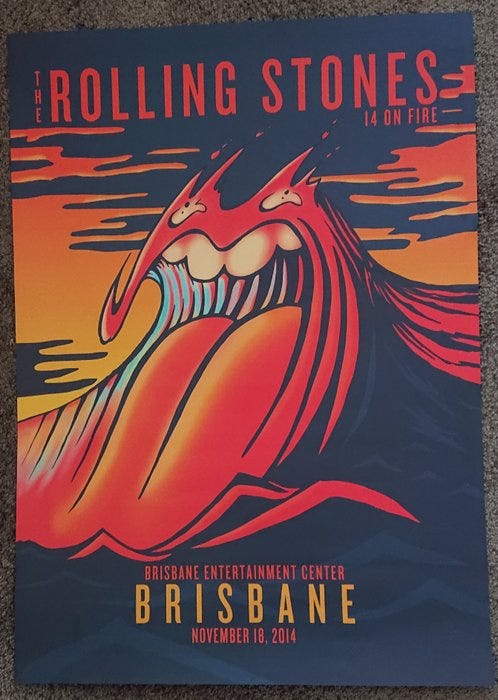 THE ROLLING STONES
14 ON FIRE
BRISBANE ENTERTAINMENT CENTER
BRISBANE
NOVEMBER 18, 2014